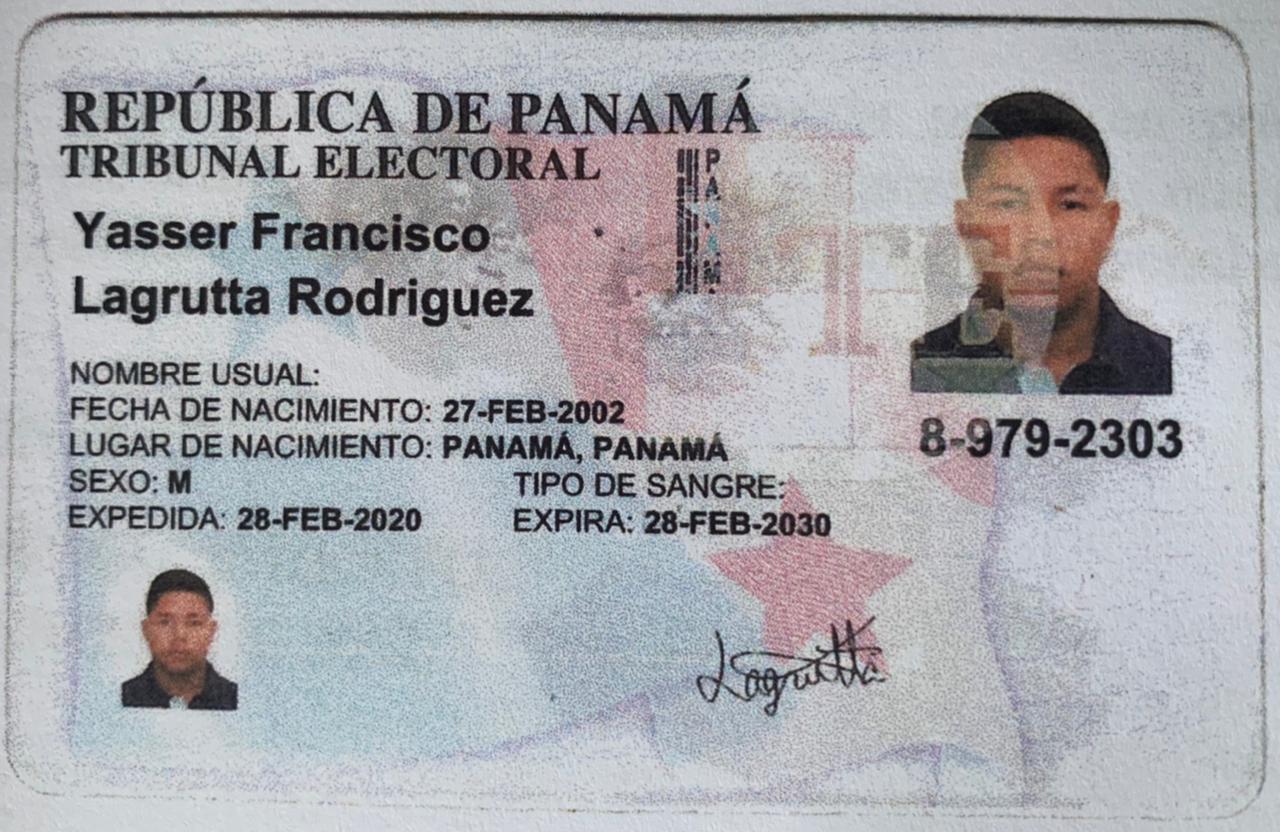 REPÚBLICA DE PANAMÁ
TRIBUNAL ELECTORAL
Yasser Francisco
Lagrutta Rodriguez
NOMBRE USUAL:
FECHA DE NACIMIENTO: 27-FEB-2002
LUGAR DE NACIMIENTO: PANAMÁ, PANAMÁ
SEXO: M
TIPO DE SANGRE:
EXPEDIDA: 28-FEB-2020
EXPIRA: 28-FEB-2030
8-979-2303
Lagrutta